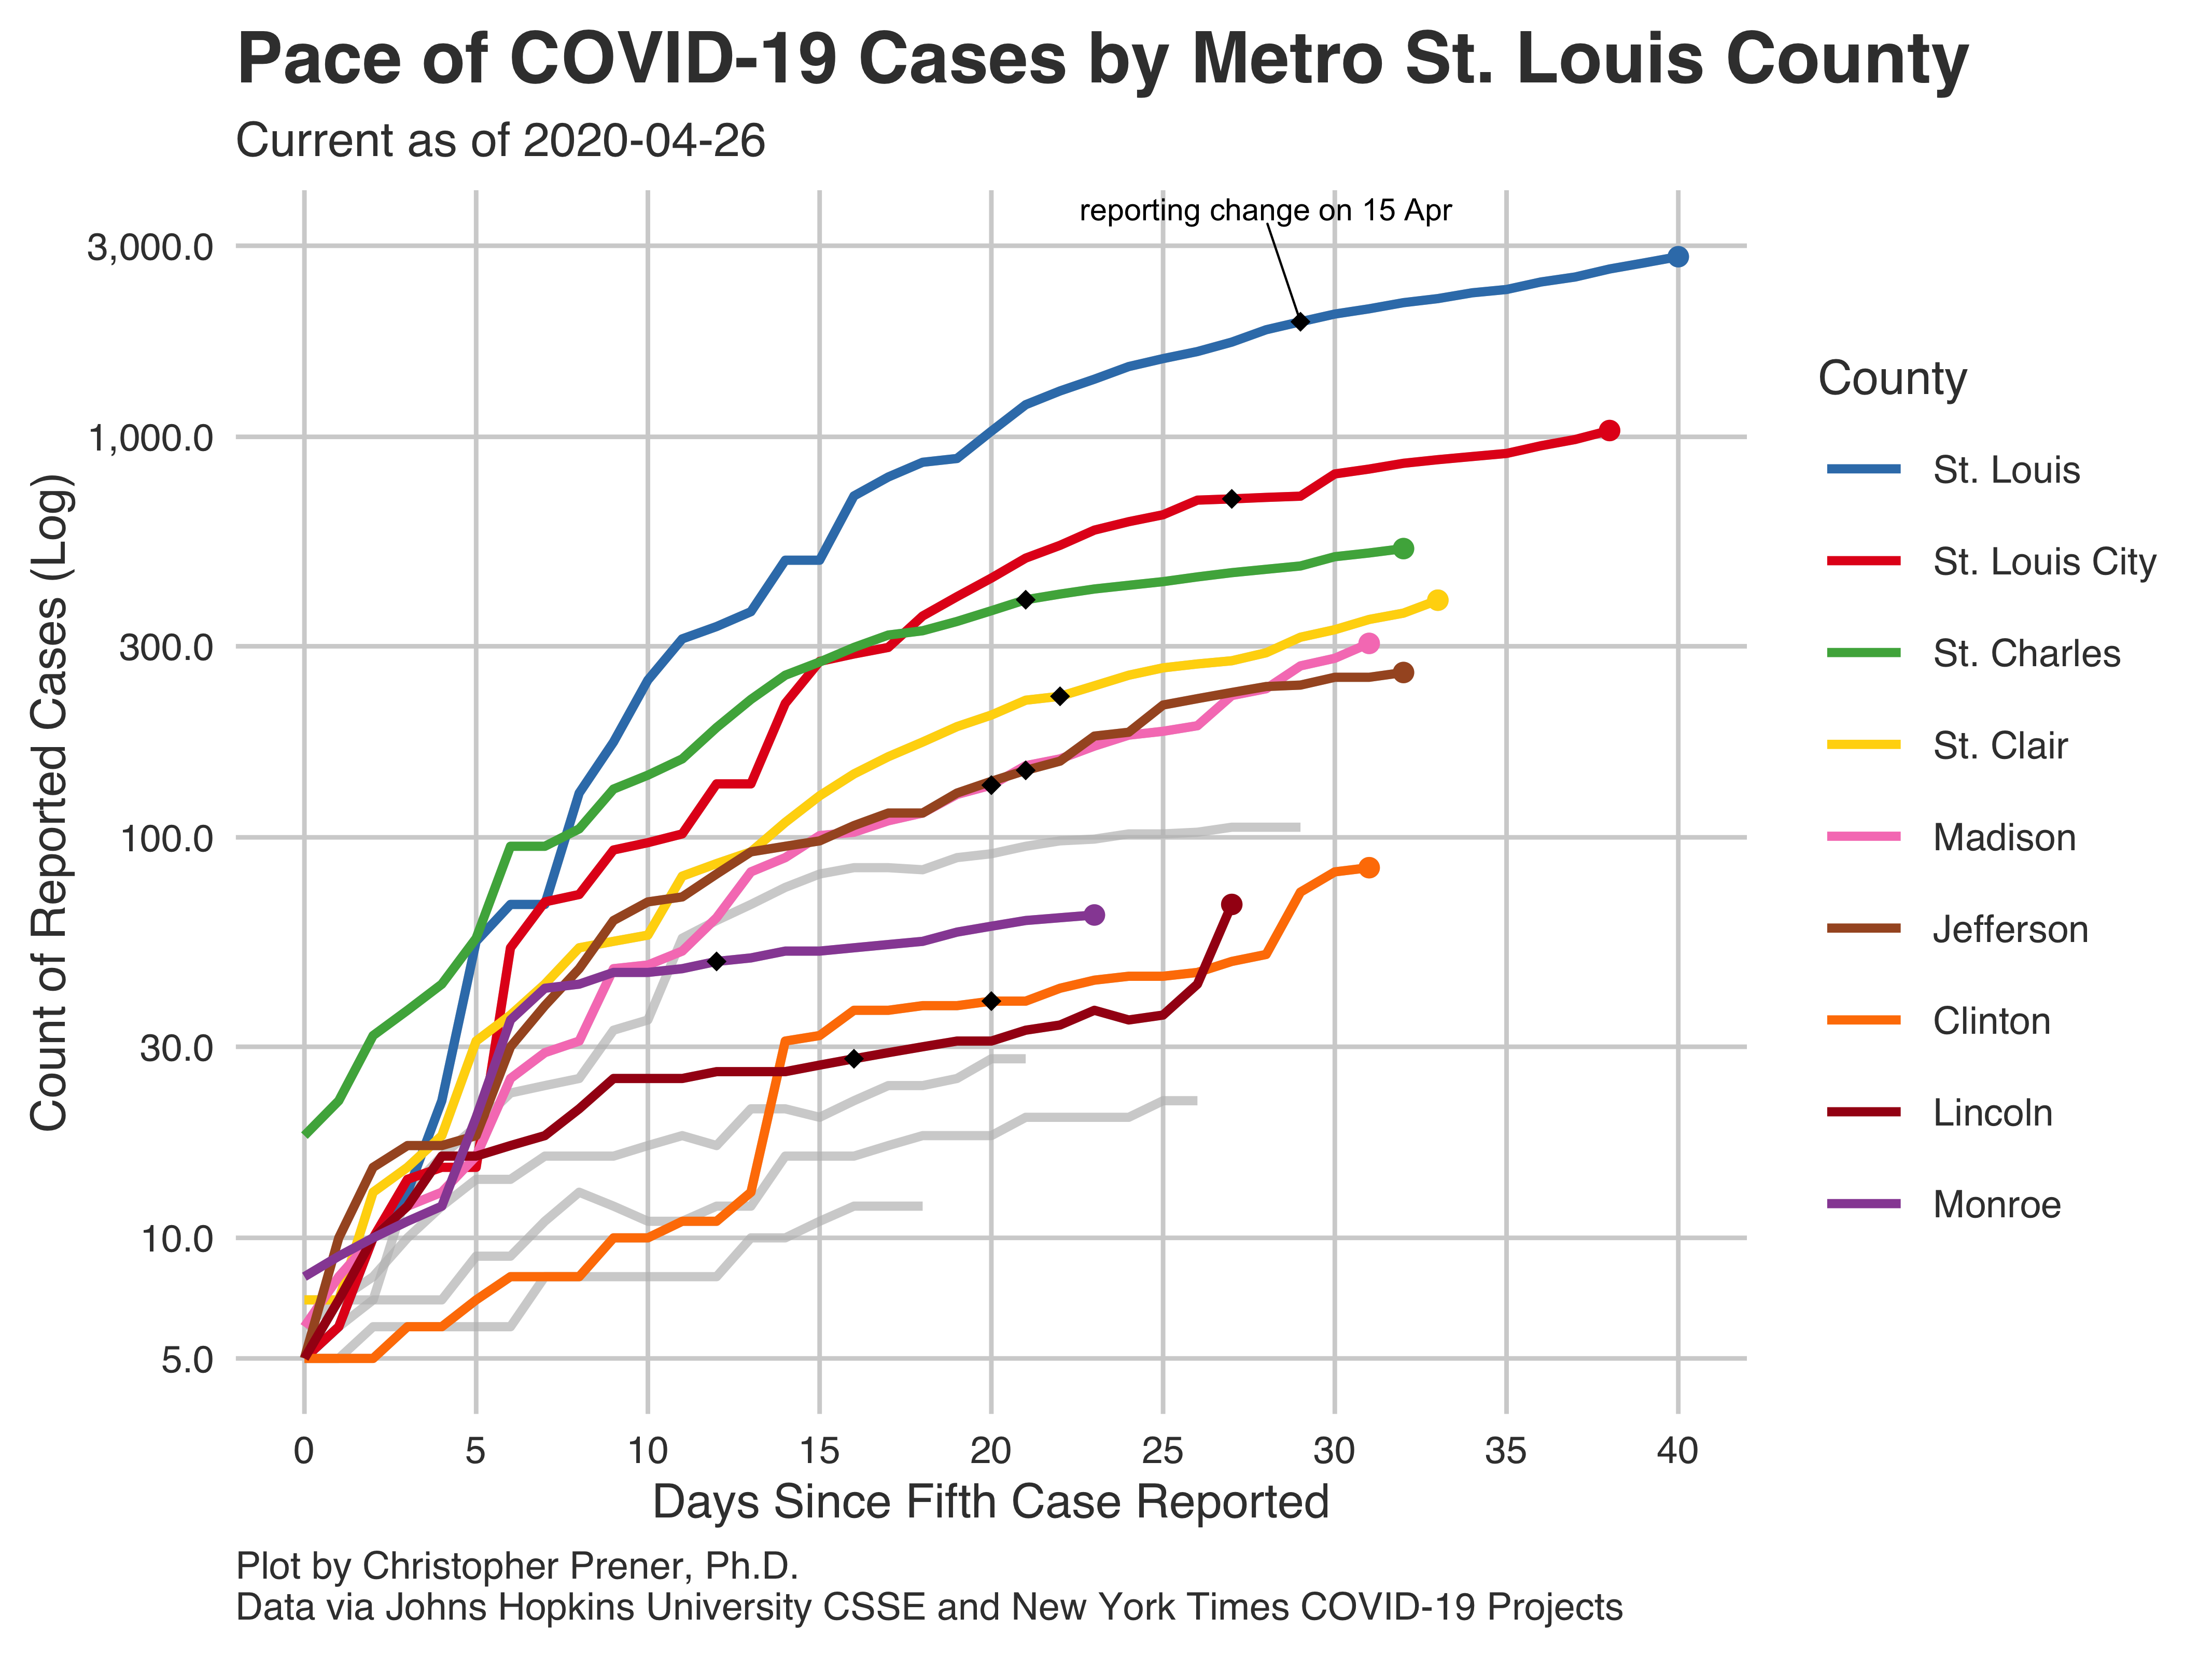 Pace of COVID-19 Cases by Metro St. Louis County
Current as of 2020-04-26
reporting change on 15 Apr
3,000.0
1,000.0
300.0
100.0
30.0
10.0
5.0
Count of Reported Cases (Log)
0 5 10 15 20 25 30 35 40
Days Since Fifth Case Reported
County
St. Louis
St. Louis City
St. Charles
St. Clair
Madison
Jefferson
Clinton
Lincoln
Monroe
Plot by Christopher Prener, Ph.D.
Data via Johns Hopkins University CSSE and New York Times COVID-19 Projects